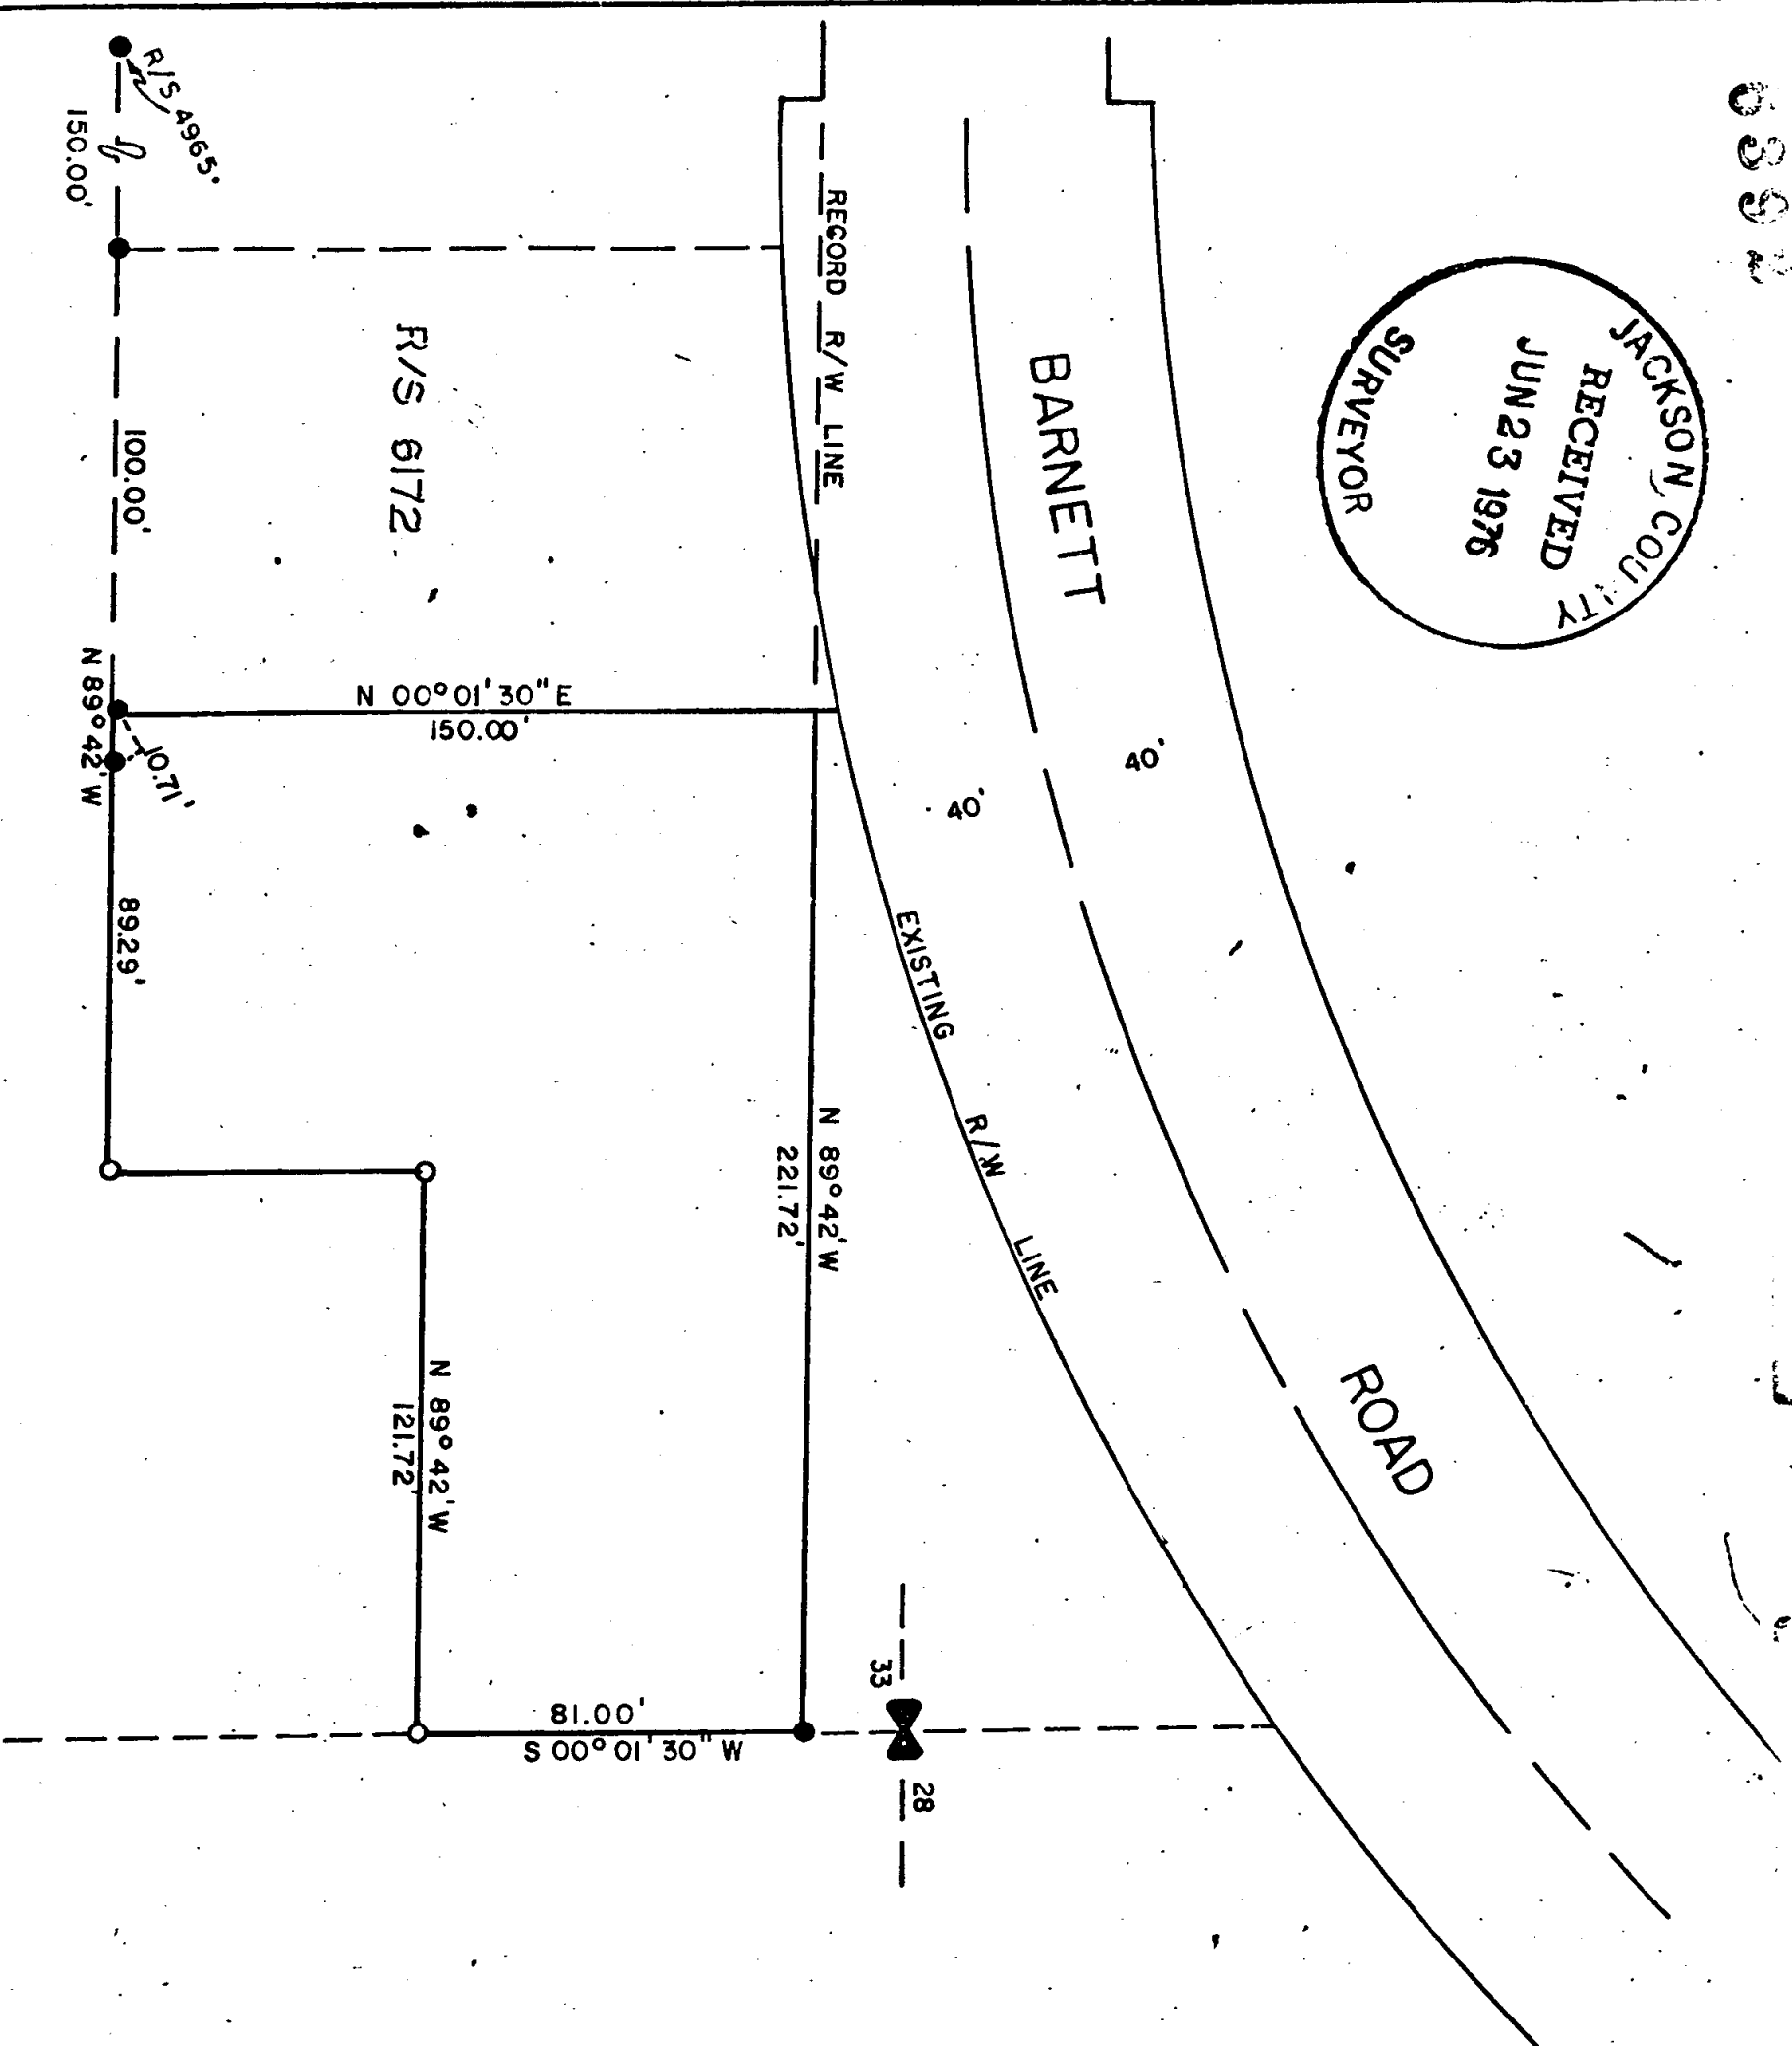 JACKSON COUNTY
RECEIVED
JUN 23 1976
SURVEYOR
BARNETT
ROAD
40'
40'
RECORD R/W LINE
EXISTING R/W LINE
33
28
N 89° 42' W
221.72'
N 00° 01' 30" E
150.00'
R/S 6172
81.00'
S 00° 01' 30" W
N 89° 42' W
121.72'
R/S 4965
150.00'
100.00'
10.71'
N 89° 42' W
89.29'